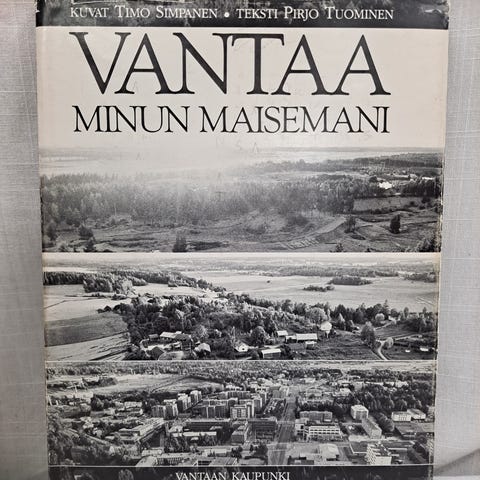 KUVAT TIMO SIMPANEN • TEKSTI PIRJO TUOMINEN
VANTAA
MINUN MAISEMANI
VANTAAN KAUPUNKI